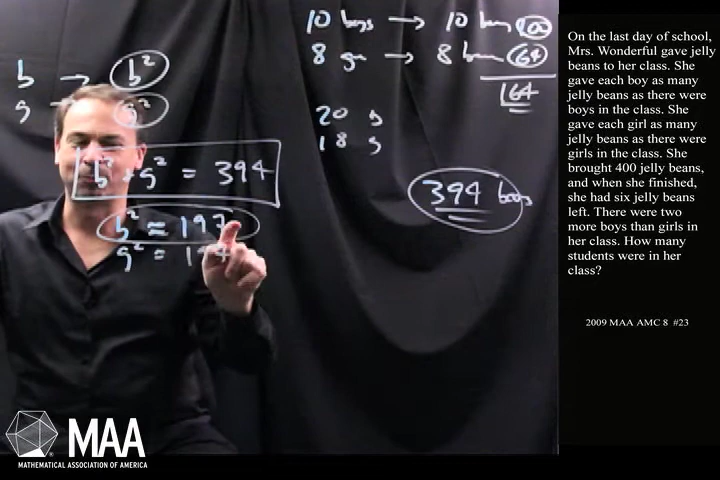 10 boys → 10 beans 100
8 → 8 64
164
20
18
b → b²
g g²
b² + g² = 394
b² ≈ 197
g² ≈
394
On the last day of school,
Mrs. Wonderful gave jelly
beans to her class. She
gave each boy as many
jelly beans as there were
boys in the class. She
gave each girl as many
jelly beans as there were
girls in the class. She
brought 400 jelly beans,
and when she finished,
she had six jelly beans
left. There were two
more boys than girls in
her class. How many
students were in her
class?
2009 MAA AMC 8 #23
MAA
MATHEMATICAL ASSOCIATION OF AMERICA